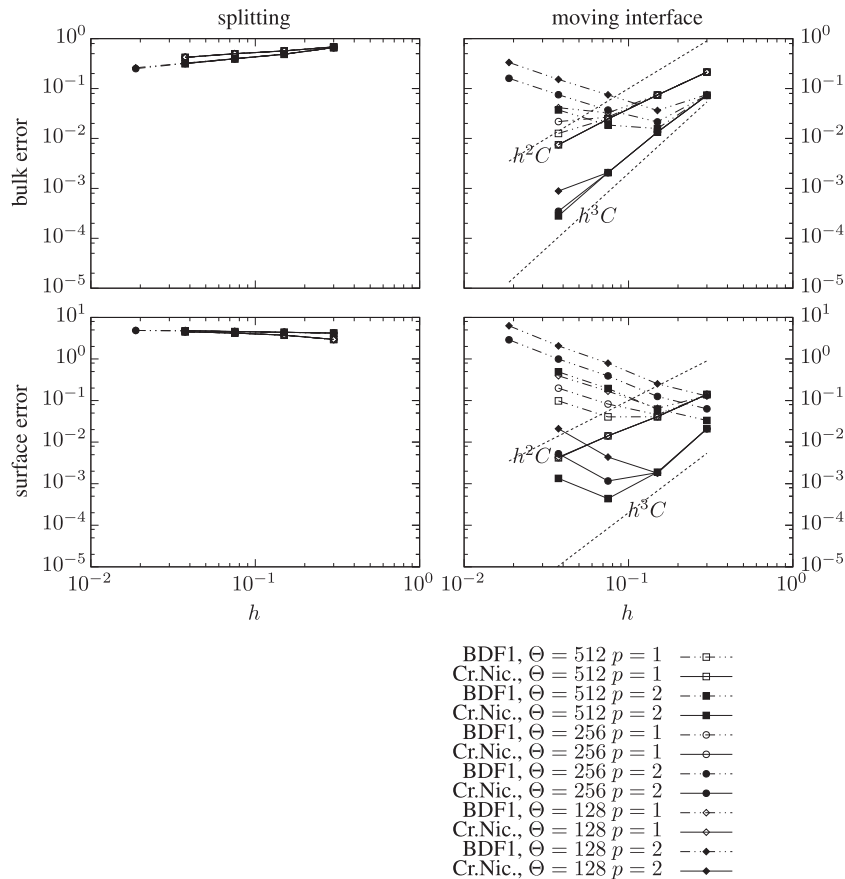 splitting
moving interface
bulk error
10^0
10^-1
10^-2
10^-3
10^-4
10^-5
h^2C
h^3C
10^0
10^-1
10^-2
10^-3
10^-4
10^-5
surface error
10^1
10^0
10^-1
10^-2
10^-3
10^-4
10^-5
h^2C
h^3C
10^1
10^0
10^-1
10^-2
10^-3
10^-4
10^-5
10^-2
10^-1
10^0
10^-2
10^-1
10^0
h
h
BDF1, Θ = 512 p = 1
Cr.Nic., Θ = 512 p = 1
BDF1, Θ = 512 p = 2
Cr.Nic., Θ = 512 p = 2
BDF1, Θ = 256 p = 1
Cr.Nic., Θ = 256 p = 1
BDF1, Θ = 256 p = 2
Cr.Nic., Θ = 256 p = 2
BDF1, Θ = 128 p = 1
Cr.Nic., Θ = 128 p = 1
BDF1, Θ = 128 p = 2
Cr.Nic., Θ = 128 p = 2